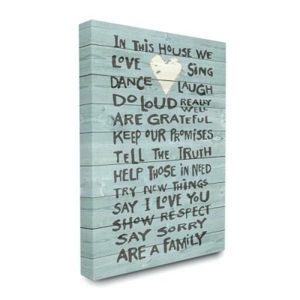 IN THIS HOUSE WE
LOVE SING
DANCE LAUGH
DO LOUD REALLY WELL
ARE GRATEFUL
KEEP OUR PROMISES
TELL THE TRUTH
HELP THOSE IN NEED
TRY NEW THINGS
SAY I LOVE YOU
SHOW RESPECT
SAY SORRY
ARE A FAMILY